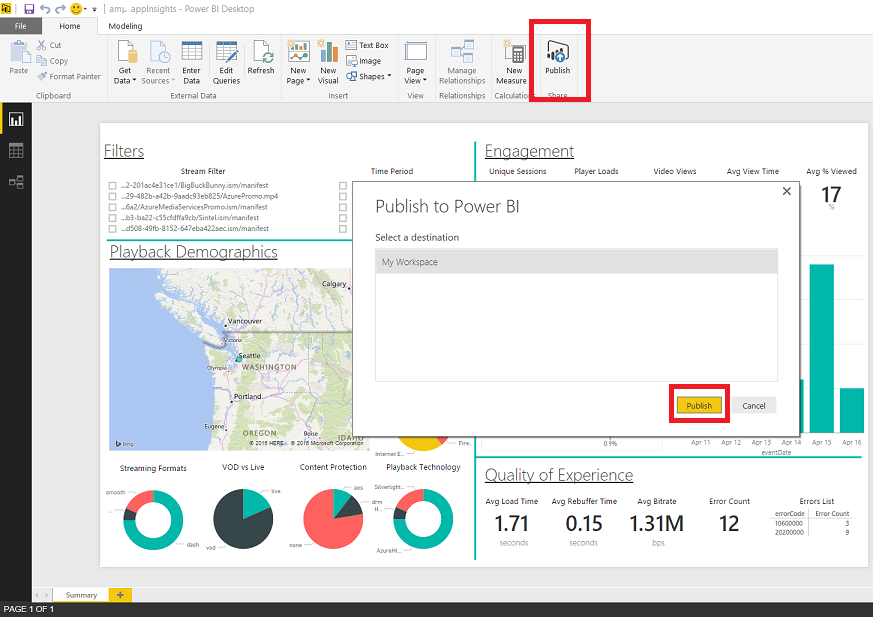 appInsights - Power BI Desktop
File Home Modeling
Paste
Cut
Copy
Format Painter
Clipboard
Get Data
Recent Sources
Enter Data
Edit Queries
Refresh
External Data
New Page
New Visual
Text Box
Image
Shapes
Insert
Page View
View
Manage Relationships
Relationships
New Measure
Calculations
Publish
Share
Filters
Stream Filter
Time Period
...2-201ac4e31ce1/BigBuckBunny.ism/manifest
...29-482b-a42b-9aadc93eb825/AzurePromo.mp4
...6a2/AzureMediaServicesPromo.ism/manifest
...b3-ba22-c55cfdffa9cb/Sintel.ism/manifest
...d508-49fb-8152-647eba422aec.ism/manifest
Engagement
Unique Sessions Player Loads Video Views Avg View Time Avg % Viewed
17
%
Publish to Power BI
Select a destination
My Workspace
Publish Cancel
Playback Demographics
Calgary
Vancouver
Victoria
Seattle
Olympia
WASHINGTON
Portland
Eugene
OREGON
Boise
IDAHO
bing
© 2016 HERE © 2016 Microsoft Corporation
Fire...
Internet E...
0.9%
Apr 11 Apr 12 Apr 13 Apr 14 Apr 15 Apr 16
eventDate
Streaming Formats
smooth
...
dash
VOD vs Live
live
vod
Content Protection
aes
drm
none
Playback Technology
Silverlight...
H...
AzureHt...
Quality of Experience
Avg Load Time Avg Rebuffer Time Avg Bitrate Error Count Errors List
1.71
seconds
0.15
seconds
1.31M
bps
12
errorCode Error Count
10600000 3
20200000 9
Summary
PAGE 1 OF 1